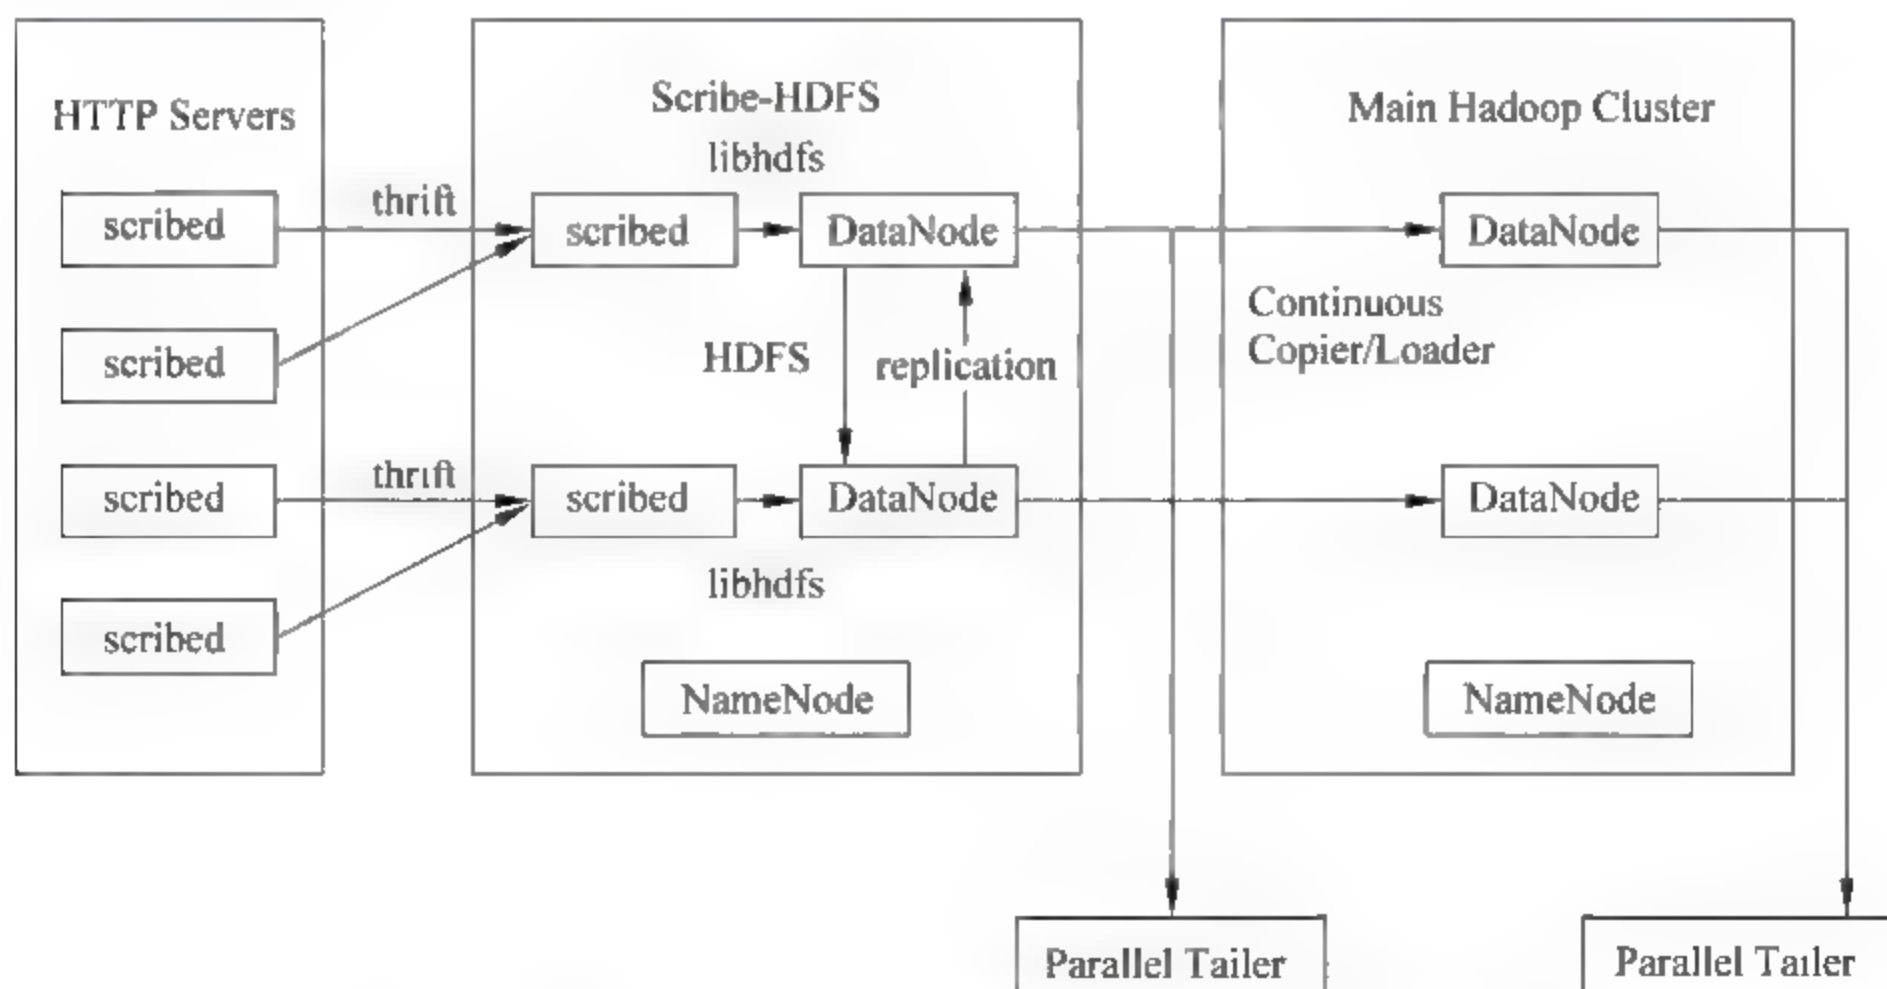 HTTP Servers
scribed
scribed
scribed
scribed
thrift
thrift
Scribe-HDFS
libhdfs
scribed
DataNode
HDFS
replication
scribed
DataNode
libhdfs
NameNode
Main Hadoop Cluster
DataNode
Continuous
Copier/Loader
DataNode
NameNode
Parallel Tailer
Parallel Tailer